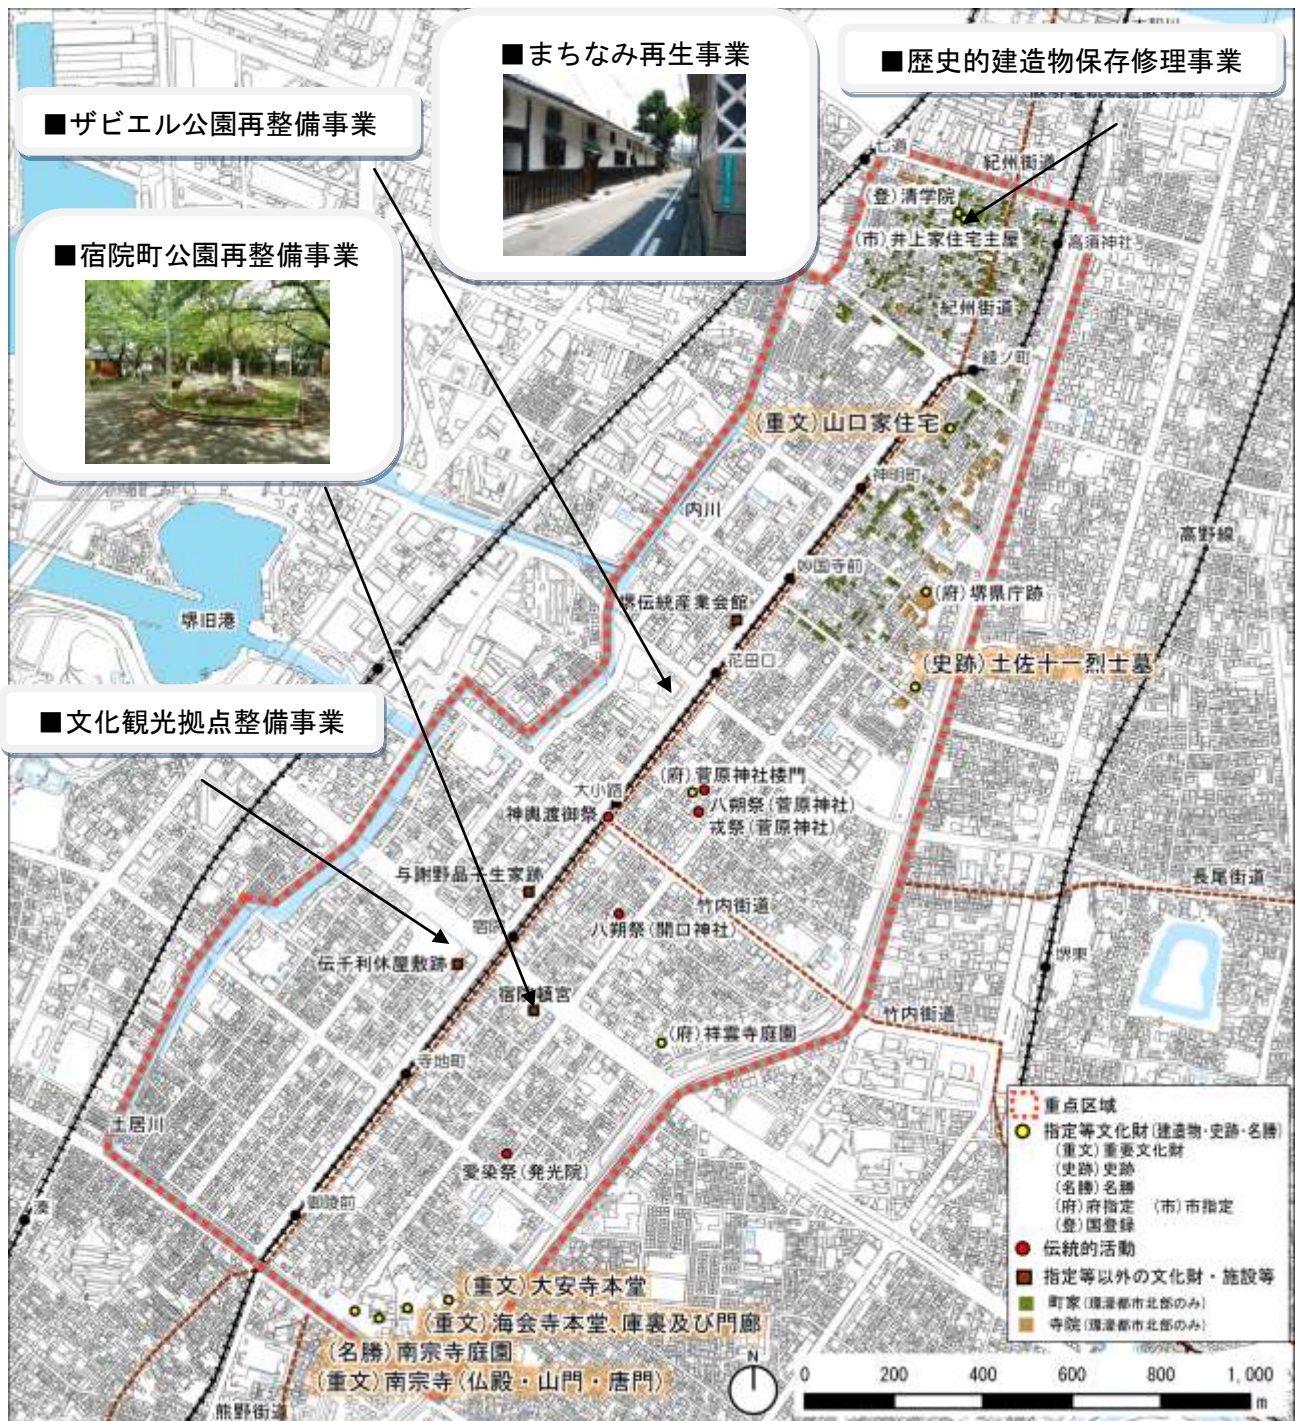 ■まちなみ再生事業
■歴史的建造物保存修理事業
■ザビエル公園再整備事業
■宿院町公園再整備事業
七道
紀州街道
(登)清学院
(市)井上家住宅主屋
高須神社
紀州街道
綾ノ町
(重文)山口家住宅
神明町
内川
高野線
妙国寺前
(府)堺県庁跡
堺伝統産業会館
堺旧港
花田口
(史跡)土佐十一烈士墓
■文化観光拠点整備事業
(府)菅原神社楼門
大小路
八朔祭(菅原神社)
神輿渡御祭
戎祭(菅原神社)
与謝野晶子生家跡
長尾街道
竹内街道
八朔祭(開口神社)
宿院
堺東
伝千利休屋敷跡
宿院頓宮
竹内街道
(府)祥雲寺庭園
寺地町
土居川
愛染祭(発光院)
御陵前
湊
(重文)大安寺本堂
(重文)海会寺本堂、庫裏及び門廊
(名勝)南宗寺庭園
(重文)南宗寺(仏殿・山門・唐門)
熊野街道
重点区域
指定等文化財(建造物・史跡・名勝)
(重文)重要文化財
(史跡)史跡
(名勝)名勝
(府)府指定 (市)市指定
(登)国登録
伝統的活動
指定等以外の文化財・施設等
町家(環濠都市北部のみ)
寺院(環濠都市北部のみ)
N
0 200 400 600 800 1,000
m